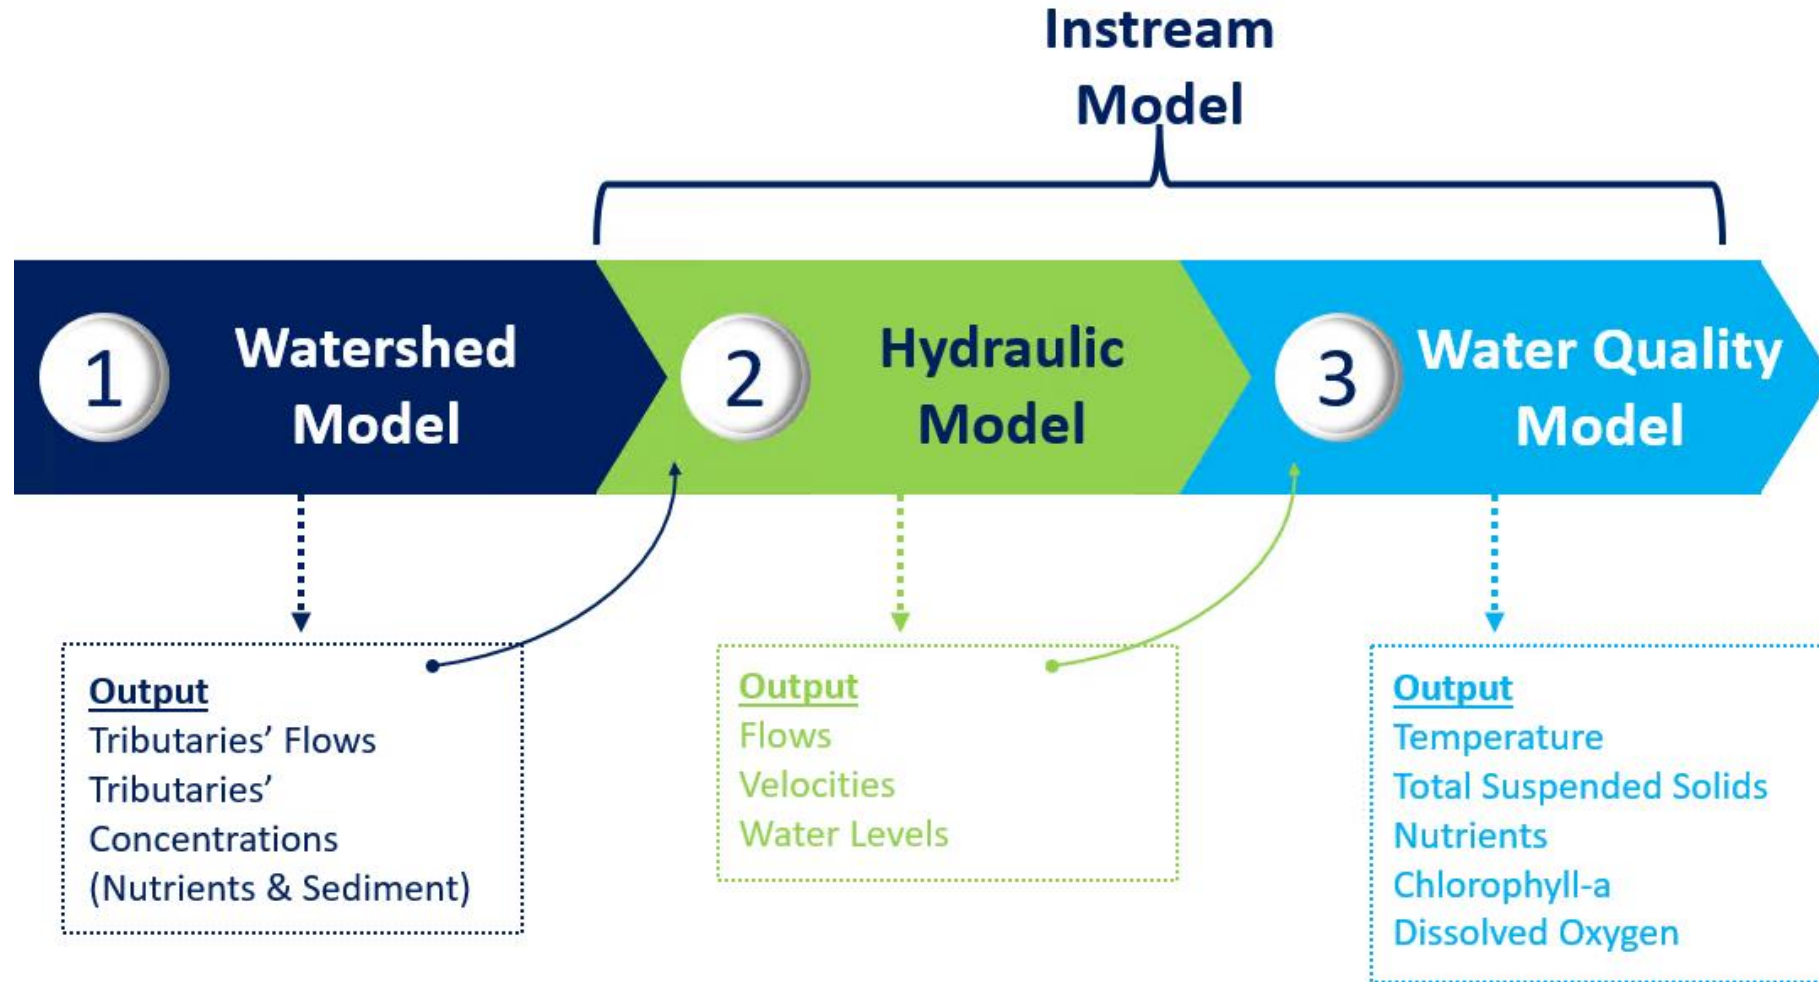 Instream
Model
1
Watershed
Model
2
Hydraulic
Model
3
Water Quality
Model
Output
Tributaries’ Flows
Tributaries’
Concentrations
(Nutrients & Sediment)
Output
Flows
Velocities
Water Levels
Output
Temperature
Total Suspended Solids
Nutrients
Chlorophyll-a
Dissolved Oxygen